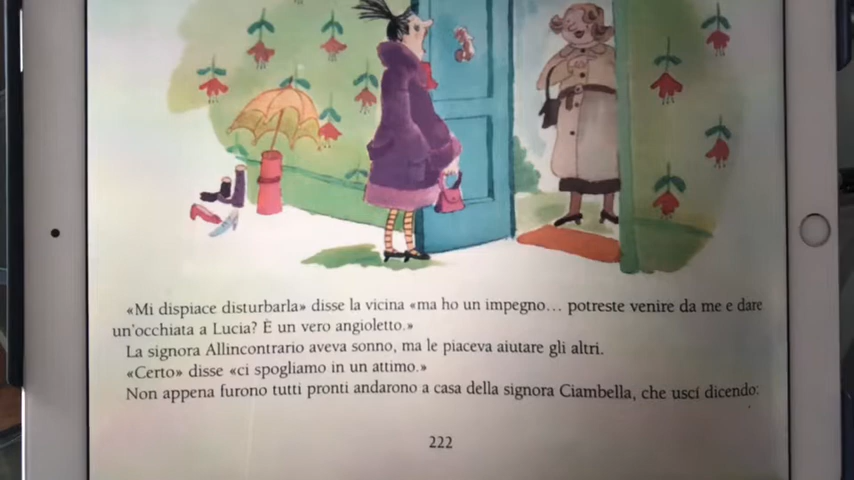 «Mi dispiace disturbarla» disse la vicina «ma ho un impegno... potreste venire da me e dare
un'occhiata a Lucia? È un vero angioletto.»
La signora Allincontrario aveva sonno, ma le piaceva aiutare gli altri.
«Certo» disse «ci spogliamo in un attimo.»
Non appena furono tutti pronti andarono a casa della signora Ciambella, che uscí dicendo:
222